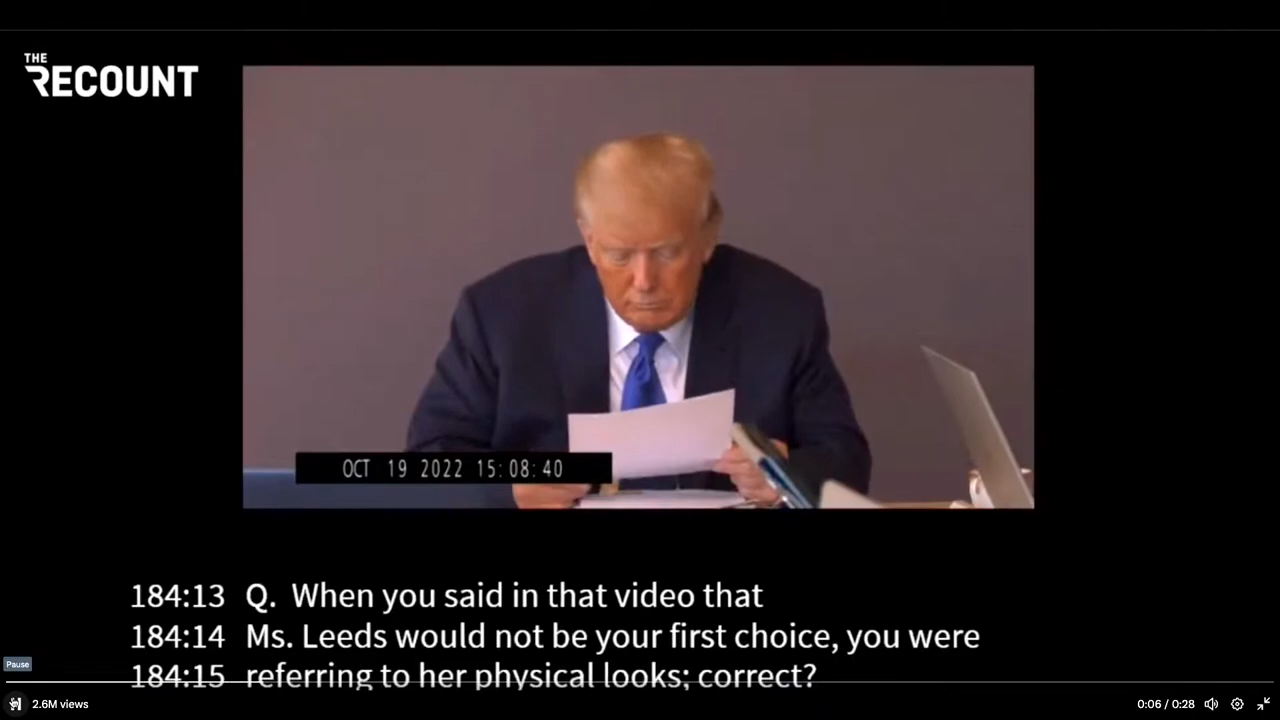 THE
RECOUNT
OCT 19 2022 15:08:40
184:13 Q. When you said in that video that
184:14 Ms. Leeds would not be your first choice, you were
184:15 referring to her physical looks; correct?
Pause
2.6M views
0:06 / 0:28